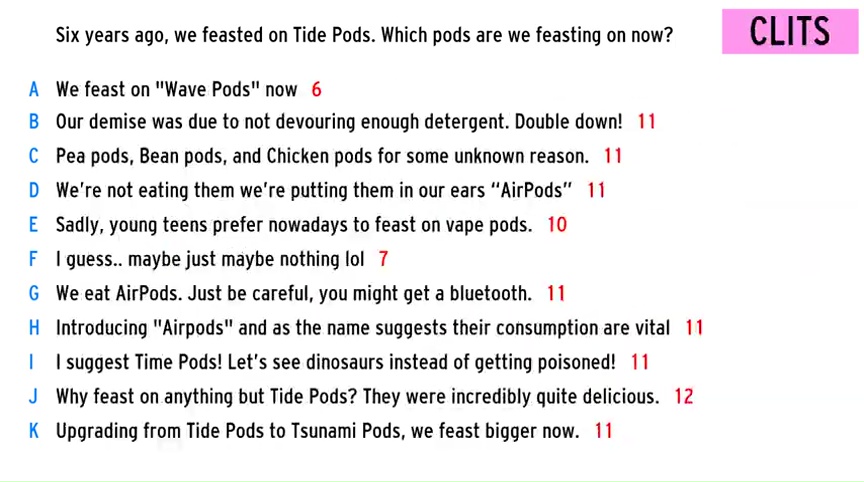 Six years ago, we feasted on Tide Pods. Which pods are we feasting on now?
CLITS
A We feast on "Wave Pods" now 6
B Our demise was due to not devouring enough detergent. Double down! 11
C Pea pods, Bean pods, and Chicken pods for some unknown reason. 11
D We're not eating them we're putting them in our ears “AirPods” 11
E Sadly, young teens prefer nowadays to feast on vape pods. 10
F I guess.. maybe just maybe nothing lol 7
G We eat AirPods. Just be careful, you might get a bluetooth. 11
H Introducing "Airpods" and as the name suggests their consumption are vital 11
I I suggest Time Pods! Let's see dinosaurs instead of getting poisoned! 11
J Why feast on anything but Tide Pods? They were incredibly quite delicious. 12
K Upgrading from Tide Pods to Tsunami Pods, we feast bigger now. 11